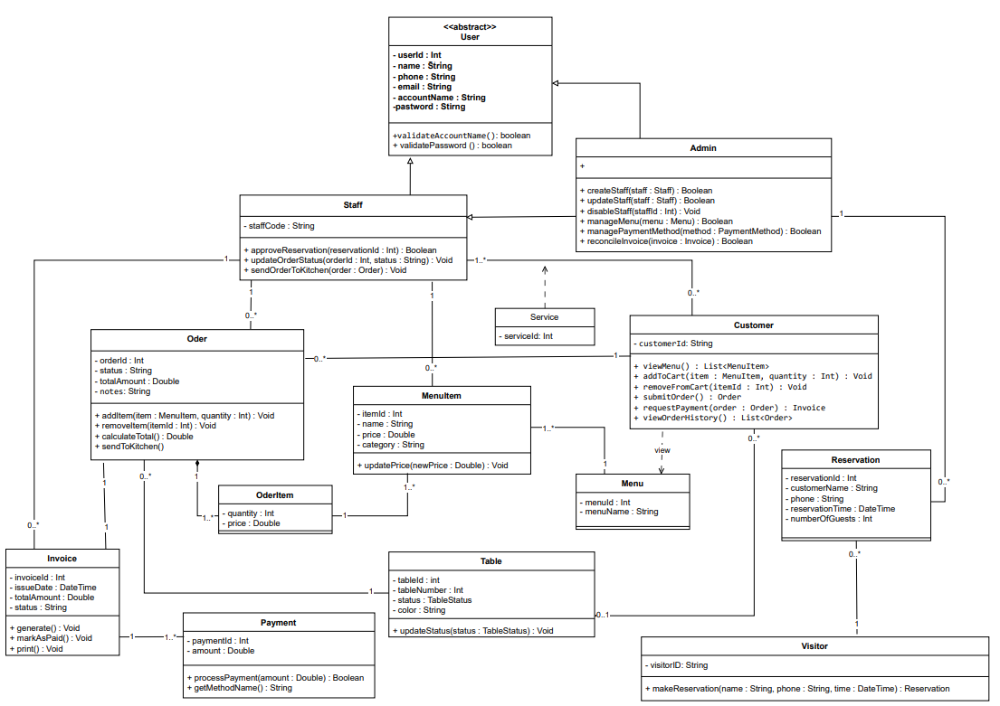 <<abstract>>
User
- userId : Int
- name : String
- phone : String
- email : String
- accountName : String
-pastword : Stirng
+validateAccountName(): boolean
+ validatePassword () : boolean
Admin
+
+ createStaff(staff : Staff) : Boolean
+ updateStaff(staff : Staff) : Boolean
+ disableStaff(staffId : Int) : Void
+ manageMenu(menu : Menu) : Boolean
+ managePaymentMethod(method : PaymentMethod) : Boolean
+ reconcileInvoice(invoice : Invoice) : Boolean
1
0..*
Staff
- staffCode : String
+ approveReservation(reservationId : Int) : Boolean
+ updateOrderStatus(orderId : Int, status : String) : Void
+ sendOrderToKitchen(order : Order) : Void
1
0..*
1
0..*
1
0..*
1..*
0..*
Service
- serviceId: Int
Customer
- customerId: String
+ viewMenu() : List<MenuItem>
+ addToCart(item : MenuItem, quantity : Int) : Void
+ removeFromCart(itemId : Int) : Void
+ submitOrder() : Order
+ requestPayment(order : Order) : Invoice
+ viewOrderHistory() : List<Order>
view
0..*
0..1
Oder
- orderId : Int
- status : String
- totalAmount : Double
- notes: String
+ addItem(item : MenuItem, quantity : Int) : Void
+ removeItem(itemId : Int) : Void
+ calculateTotal() : Double
+ sendToKitchen()
0..*
1
1
1
0..*
1
1
1..*
MenuItem
- itemId : Int
- name : String
- price : Double
- category : String
+ updatePrice(newPrice : Double) : Void
1..*
1
1..*
1
OderItem
- quantity : Int
- price : Double
Menu
- menuId : Int
- menuName : String
Reservation
- reservationId : Int
- customerName : String
- phone : String
- reservationTime : DateTime
- numberOfGuests : Int
0..*
1
Invoice
- invoiceId : Int
- issueDate : DateTime
- totalAmount : Double
- status : String
+ generate() : Void
+ markAsPaid() : Void
+ print() : Void
1
1..*
Table
- tableId : int
- tableNumber : Int
- status : TableStatus
- color : String
+ updateStatus(status : TableStatus) : Void
Payment
- paymentId : Int
- amount : Double
+ processPayment(amount : Double) : Boolean
+ getMethodName() : String
Visitor
- visitorID: String
+ makeReservation(name : String, phone : String, time : DateTime) : Reservation